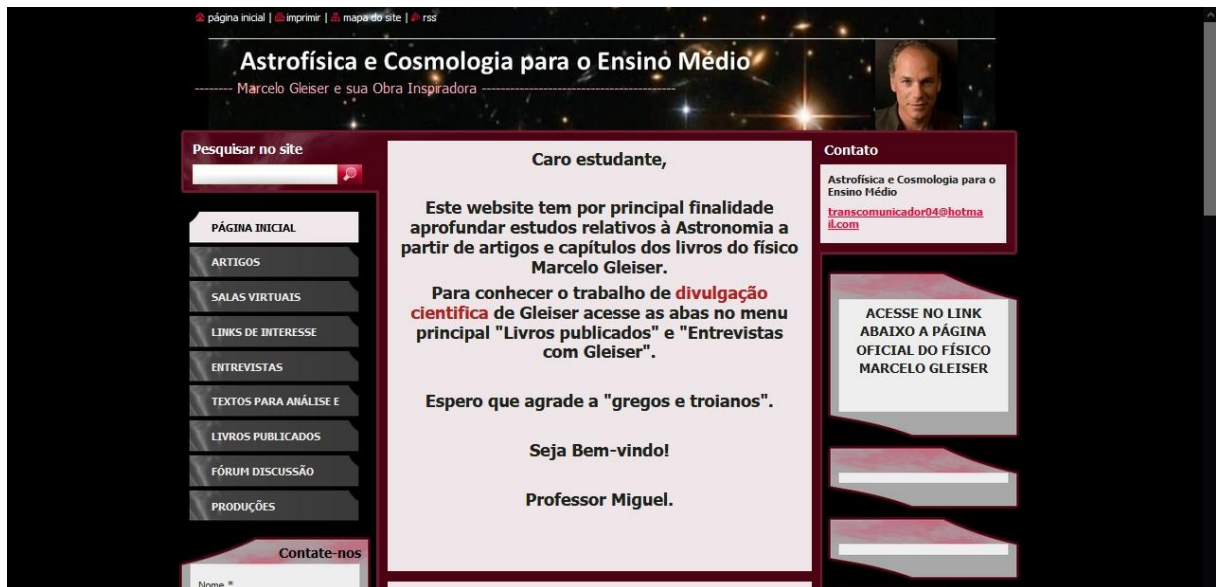 página inicial | imprimir | mapa do site | rss
Astrofísica e Cosmologia para o Ensino Médio
-------- Marcelo Gleiser e sua Obra Inspiradora ----------------------------------------
Pesquisar no site
PÁGINA INICIAL
ARTIGOS
SALAS VIRTUAIS
LINKS DE INTERESSE
ENTREVISTAS
TEXTOS PARA ANÁLISE E
LIVROS PUBLICADOS
FÓRUM DISCUSSÃO
PRODUÇÕES
Contate-nos
Nome *
Caro estudante,
Este website tem por principal finalidade
aprofundar estudos relativos à Astronomia a
partir de artigos e capítulos dos livros do físico
Marcelo Gleiser.
Para conhecer o trabalho de divulgação
cientifica de Gleiser acesse as abas no menu
principal "Livros publicados" e "Entrevistas
com Gleiser".
Espero que agrade a "gregos e troianos".
Seja Bem-vindo!
Professor Miguel.
Contato
Astrofísica e Cosmologia para o
Ensino Médio
transcomunicador04@hotma
il.com
ACESSE NO LINK
ABAIXO A PÁGINA
OFICIAL DO FÍSICO
MARCELO GLEISER